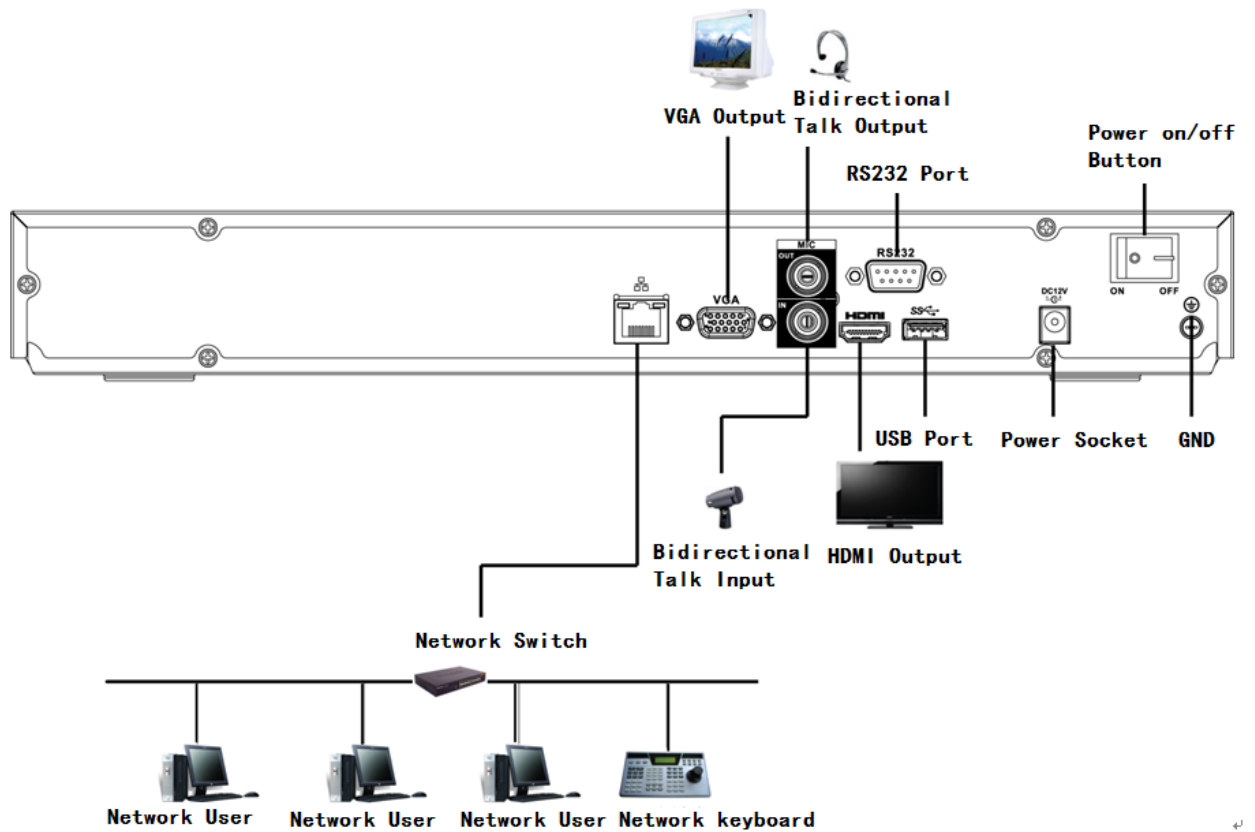 VGA Output
Bidirectional
Talk Output
RS232 Port
Power on/off
Button
MIC
OUT
RS232
DC12V
ON OFF
VGA
IN
HDMI
SS
USB Port
Power Socket
GND
Bidirectional
Talk Input
HDMI Output
Network Switch
Network User
Network User
Network User
Network keyboard